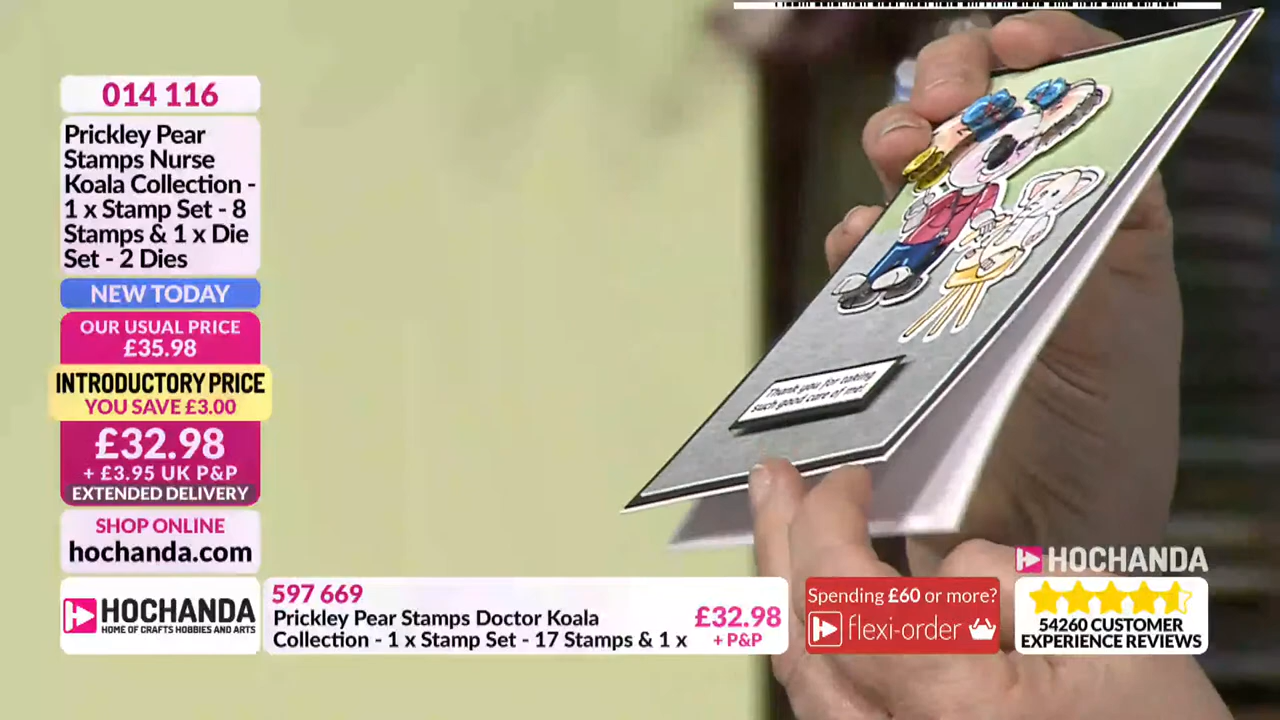 014 116
Prickley Pear
Stamps Nurse
Koala Collection -
1 x Stamp Set - 8
Stamps & 1 x Die
Set - 2 Dies
NEW TODAY
OUR USUAL PRICE
£35.98
INTRODUCTORY PRICE
YOU SAVE £3.00
£32.98
+ £3.95 UK P&P
EXTENDED DELIVERY
SHOP ONLINE
hochanda.com
Thank you for taking
such good care of me!
HOCHANDA
HOCHANDA
HOME OF CRAFTS HOBBIES AND ARTS
597 669
Prickley Pear Stamps Doctor Koala
Collection - 1 x Stamp Set - 17 Stamps & 1 x
£32.98
+ P&P
Spending £60 or more?
flexi-order
54260 CUSTOMER
EXPERIENCE REVIEWS